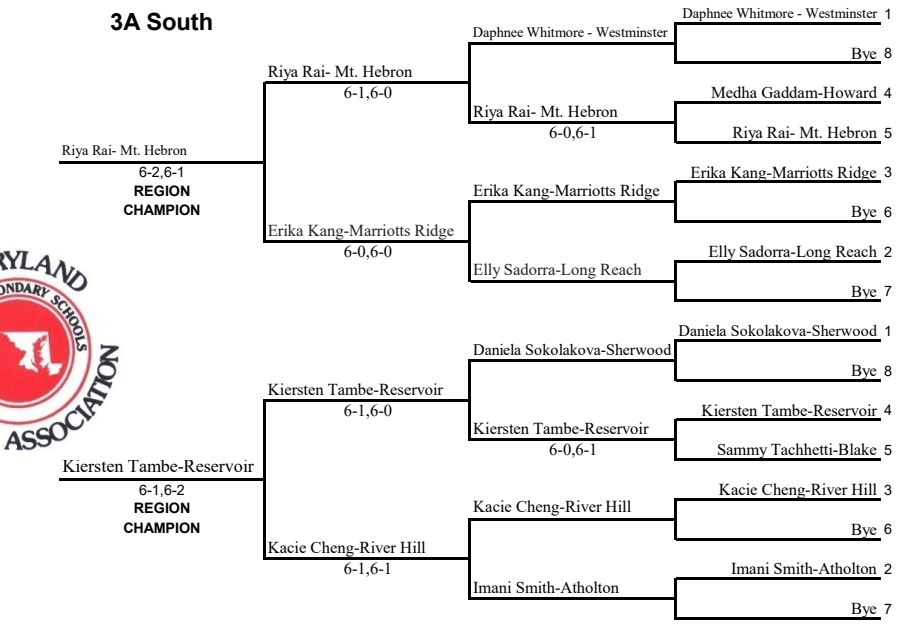 3A South
Daphnee Whitmore - Westminster 1
Daphnee Whitmore - Westminster
Bye 8
Riya Rai- Mt. Hebron
6-1,6-0
Medha Gaddam-Howard 4
Riya Rai- Mt. Hebron
6-0,6-1
Riya Rai- Mt. Hebron 5
Riya Rai- Mt. Hebron
6-2,6-1
REGION
CHAMPION
Erika Kang-Marriotts Ridge 3
Erika Kang-Marriotts Ridge
Bye 6
Erika Kang-Marriotts Ridge
6-0,6-0
Elly Sadorra-Long Reach 2
Elly Sadorra-Long Reach
Bye 7
SCHOOLS
ASSOCIATION
Daniela Sokolakova-Sherwood 1
Daniela Sokolakova-Sherwood
Bye 8
Kiersten Tambe-Reservoir
6-1,6-0
Kiersten Tambe-Reservoir 4
Kiersten Tambe-Reservoir
6-0,6-1
Sammy Tachhetti-Blake 5
Kiersten Tambe-Reservoir
6-1,6-2
REGION
CHAMPION
Kacie Cheng-River Hill 3
Kacie Cheng-River Hill
Bye 6
Kacie Cheng-River Hill
6-1,6-1
Imani Smith-Atholton 2
Imani Smith-Atholton
Bye 7